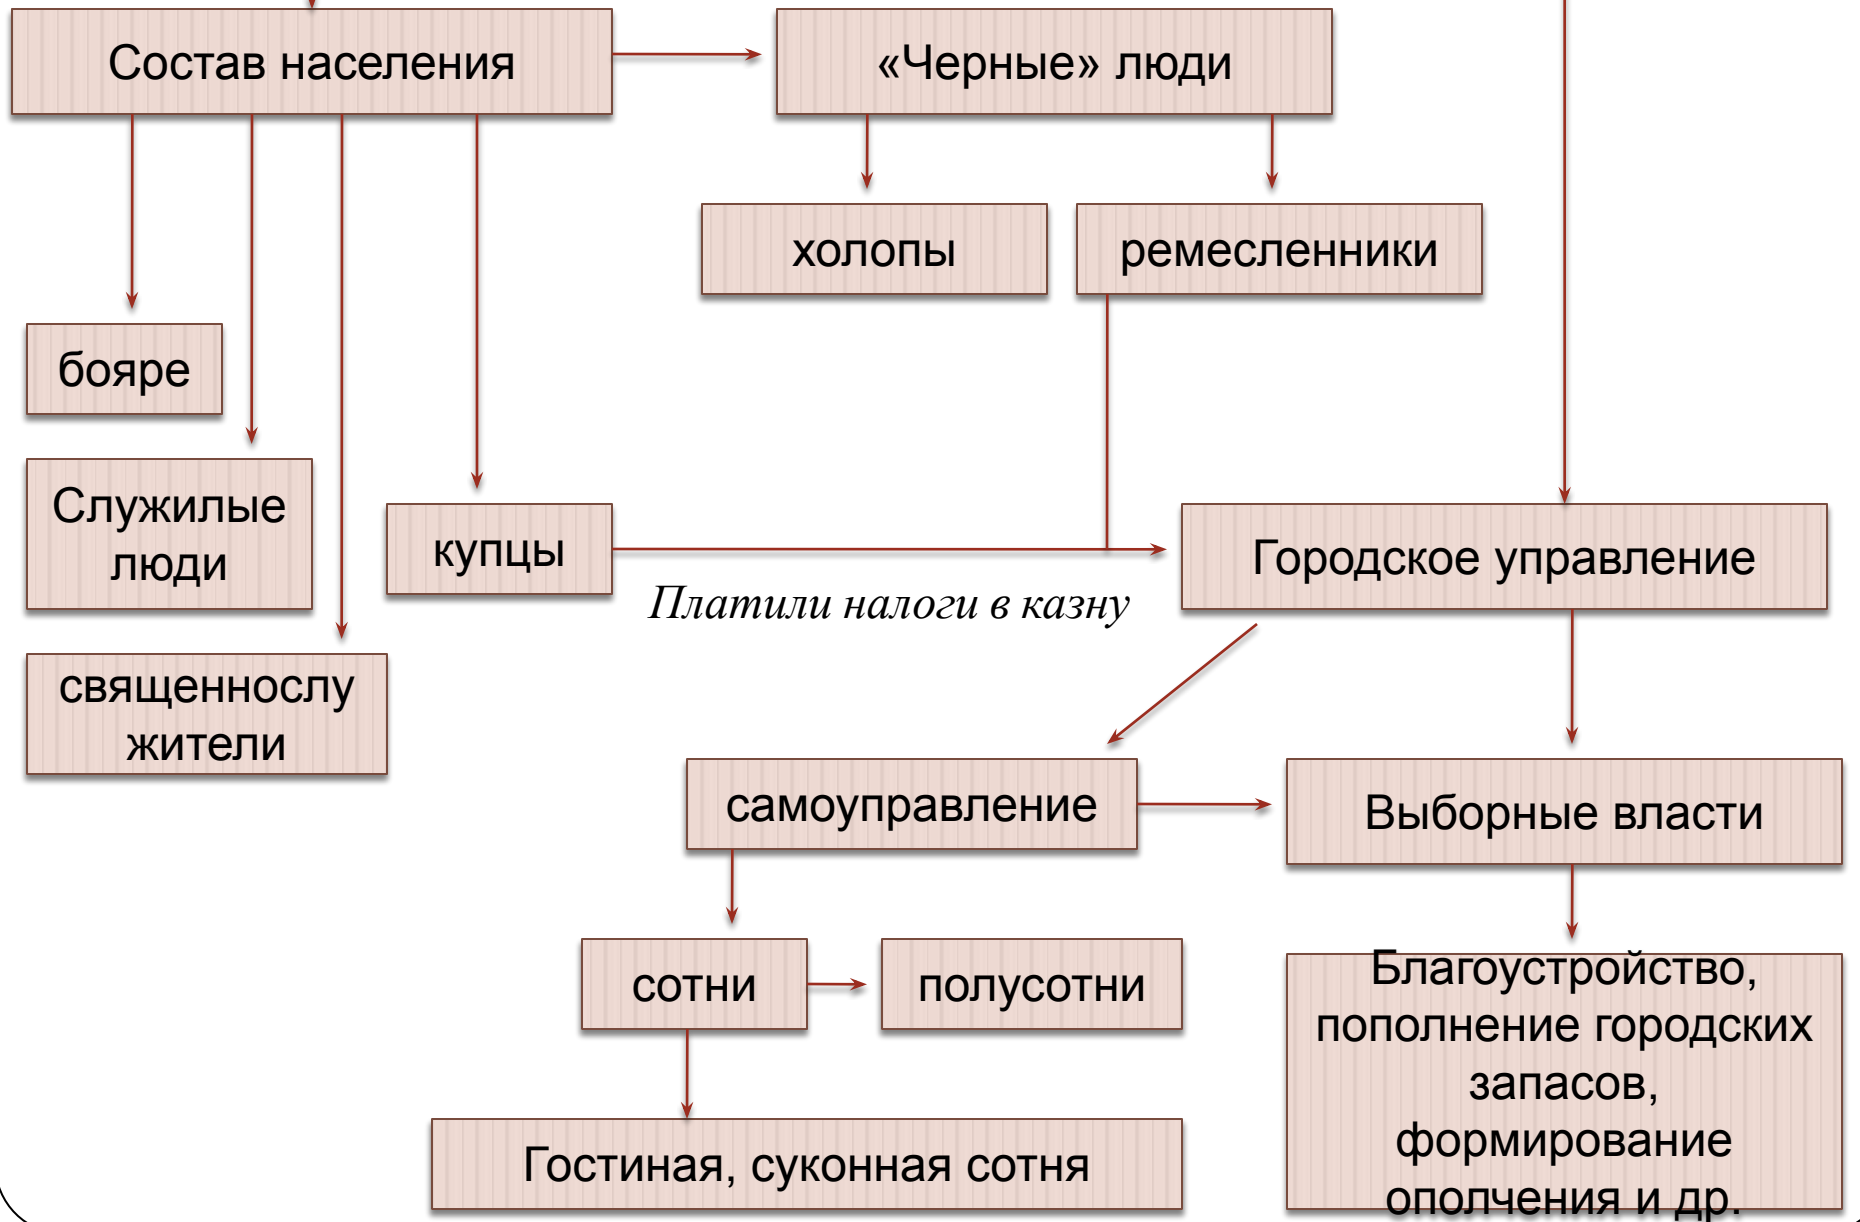 Состав населения
«Черные» люди
холопы
ремесленники
бояре
Служилые
люди
купцы
Городское управление
Платили налоги в казну
священнослу
жители
самоуправление
Выборные власти
сотни
полусотни
Благоустройство,
пополнение городских
запасов,
формирование
ополчения и др.
Гостиная, суконная сотня